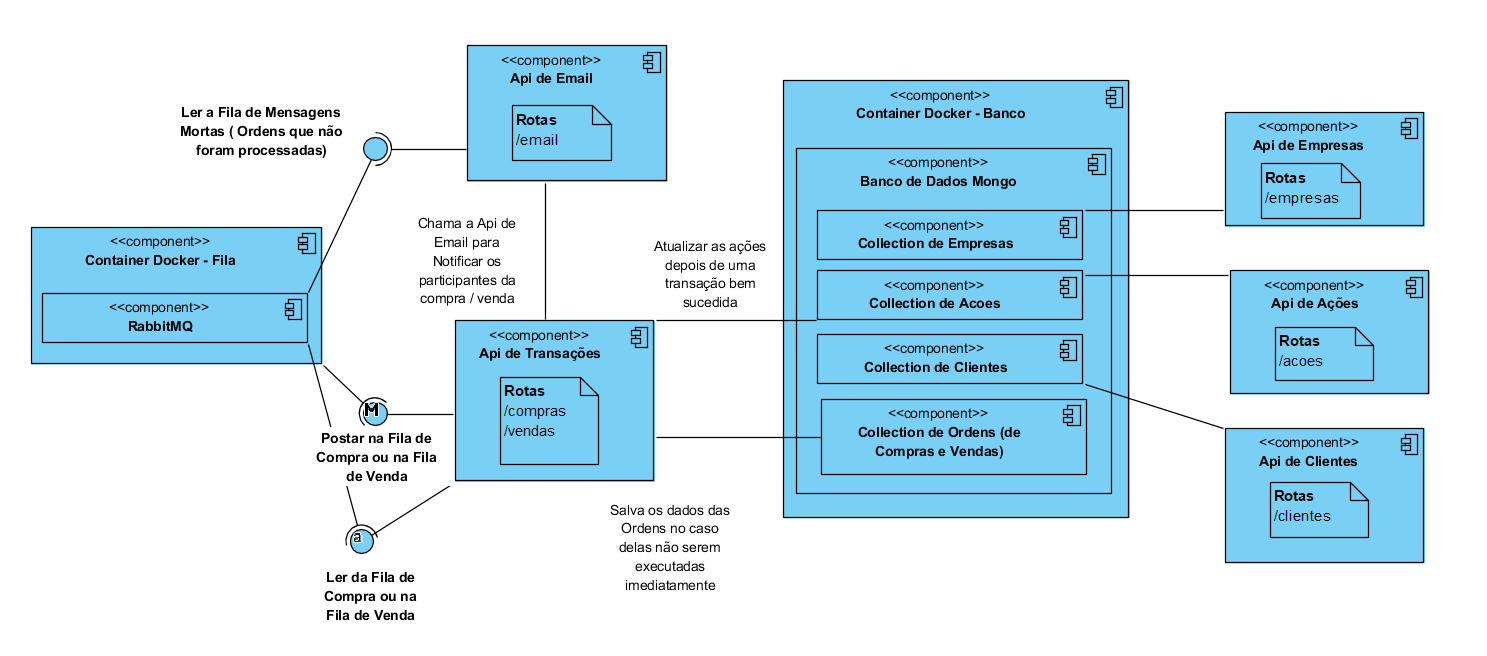 <<component>>
Api de Email
Rotas
/email
Ler a Fila de Mensagens
Mortas ( Ordens que não
foram processadas)
<<component>>
Container Docker - Fila
<<component>>
RabbitMQ
Chama a Api de
Email para
Notificar os
participantes da
compra / venda
<<component>>
Api de Transações
Rotas
/compras
/vendas
M
Postar na Fila de
Compra ou na Fila
de Venda
a
Ler da Fila de
Compra ou na
Fila de Venda
Atualizar as ações
depois de uma
transação bem
sucedida
Salva os dados das
Ordens no caso
delas não serem
executadas
imediatamente
<<component>>
Container Docker - Banco
<<component>>
Banco de Dados Mongo
<<component>>
Collection de Empresas
<<component>>
Collection de Acoes
<<component>>
Collection de Clientes
<<component>>
Collection de Ordens (de
Compras e Vendas)
<<component>>
Api de Empresas
Rotas
/empresas
<<component>>
Api de Ações
Rotas
/acoes
<<component>>
Api de Clientes
Rotas
/clientes